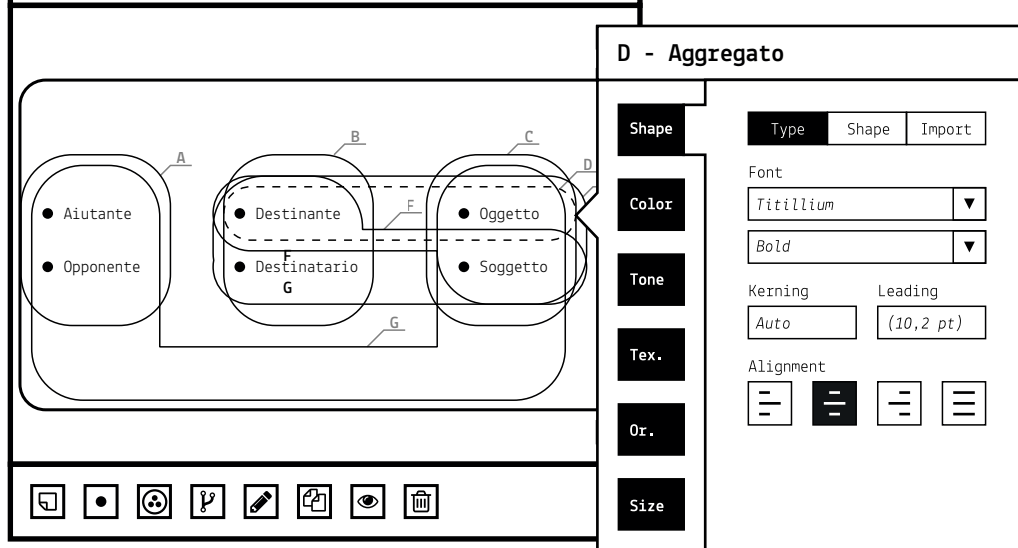 D - Aggregato
A
B
C
D
Aiutante
Destinante
F
Oggetto
Opponente
F
Destinatario
G
Soggetto
G
Shape
Color
Tone
Tex.
Or.
Size
Type
Shape
Import
Font
Titillium
Bold
Kerning
Leading
Auto
(10,2 pt)
Alignment